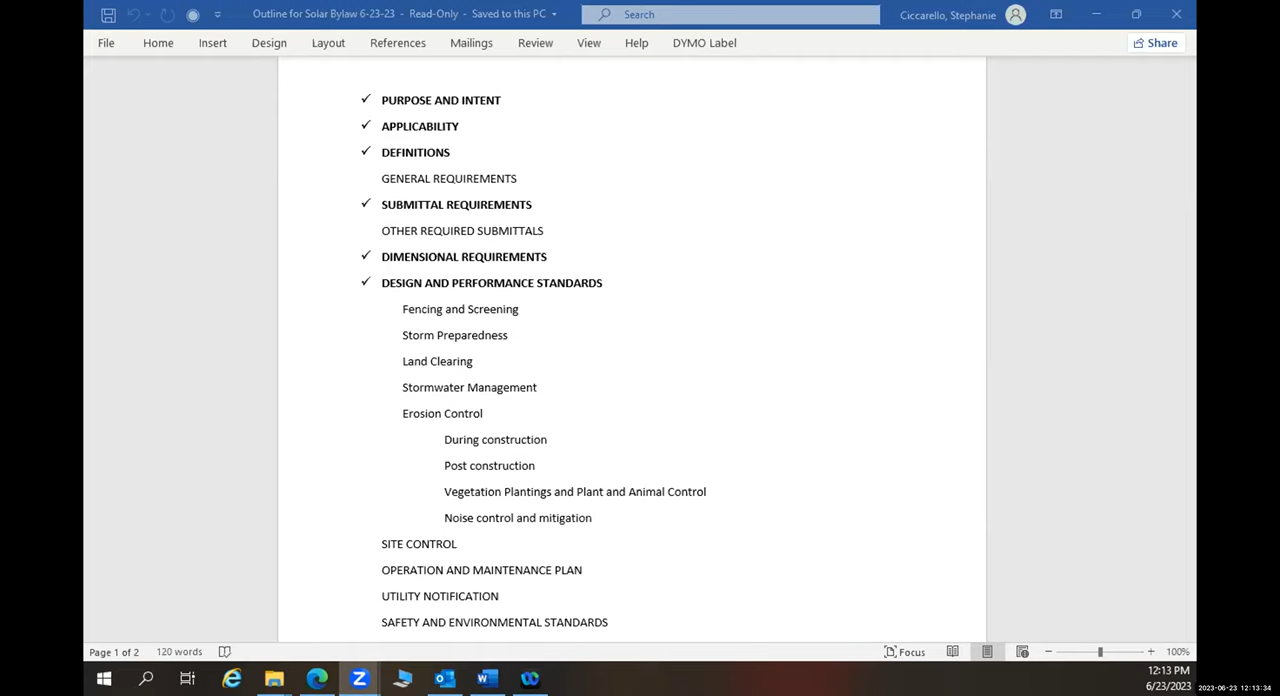 Outline for Solar Bylaw 6-23-23 - Read-Only - Saved to this PC
Search
Ciccarello, Stephanie
File Home Insert Design Layout References Mailings Review View Help DYMO Label Share
✓ PURPOSE AND INTENT
✓ APPLICABILITY
✓ DEFINITIONS
GENERAL REQUIREMENTS
✓ SUBMITTAL REQUIREMENTS
OTHER REQUIRED SUBMITTALS
✓ DIMENSIONAL REQUIREMENTS
✓ DESIGN AND PERFORMANCE STANDARDS
Fencing and Screening
Storm Preparedness
Land Clearing
Stormwater Management
Erosion Control
During construction
Post construction
Vegetation Plantings and Plant and Animal Control
Noise control and mitigation
SITE CONTROL
OPERATION AND MAINTENANCE PLAN
UTILITY NOTIFICATION
SAFETY AND ENVIRONMENTAL STANDARDS
Page 1 of 2 120 words Focus 100%
12:13 PM
6/23/2023
2023-06-23 12:13:34